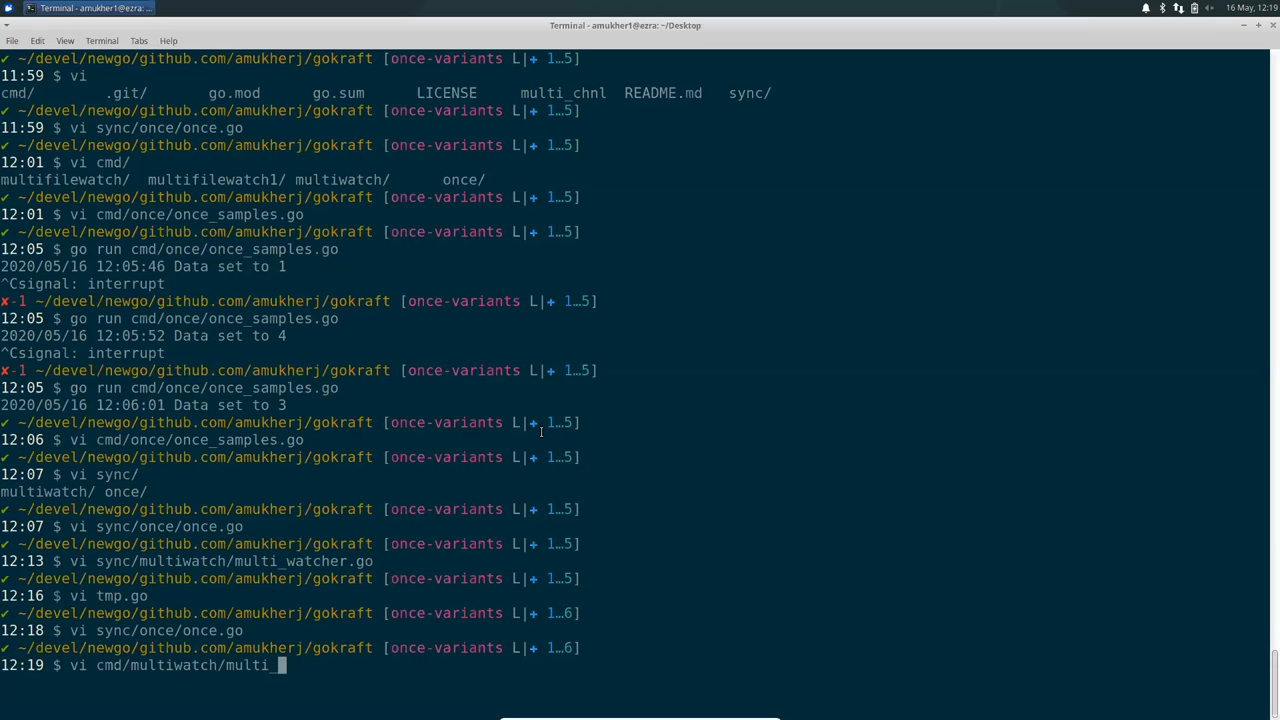 Terminal - amukher1@ez...
16 May, 12:19
Terminal - amukher1@ezra: ~/Desktop
File Edit View Terminal Tabs Help
✔ ~/devel/newgo/github.com/amukherj/gokraft [once-variants L|✚ 1…5]
11:59 $ vi
cmd/ .git/ go.mod go.sum LICENSE multi_chnl README.md sync/
✔ ~/devel/newgo/github.com/amukherj/gokraft [once-variants L|✚ 1…5]
11:59 $ vi sync/once/once.go
✔ ~/devel/newgo/github.com/amukherj/gokraft [once-variants L|✚ 1…5]
12:01 $ vi cmd/
multifilewatch/ multifilewatch1/ multiwatch/ once/
✔ ~/devel/newgo/github.com/amukherj/gokraft [once-variants L|✚ 1…5]
12:01 $ vi cmd/once/once_samples.go
✔ ~/devel/newgo/github.com/amukherj/gokraft [once-variants L|✚ 1…5]
12:05 $ go run cmd/once/once_samples.go
2020/05/16 12:05:46 Data set to 1
^Csignal: interrupt
✘-1 ~/devel/newgo/github.com/amukherj/gokraft [once-variants L|✚ 1…5]
12:05 $ go run cmd/once/once_samples.go
2020/05/16 12:05:52 Data set to 4
^Csignal: interrupt
✘-1 ~/devel/newgo/github.com/amukherj/gokraft [once-variants L|✚ 1…5]
12:05 $ go run cmd/once/once_samples.go
2020/05/16 12:06:01 Data set to 3
✔ ~/devel/newgo/github.com/amukherj/gokraft [once-variants L|✚ 1…5]
12:06 $ vi cmd/once/once_samples.go
✔ ~/devel/newgo/github.com/amukherj/gokraft [once-variants L|✚ 1…5]
12:07 $ vi sync/
multiwatch/ once/
✔ ~/devel/newgo/github.com/amukherj/gokraft [once-variants L|✚ 1…5]
12:07 $ vi sync/once/once.go
✔ ~/devel/newgo/github.com/amukherj/gokraft [once-variants L|✚ 1…5]
12:13 $ vi sync/multiwatch/multi_watcher.go
✔ ~/devel/newgo/github.com/amukherj/gokraft [once-variants L|✚ 1…5]
12:16 $ vi tmp.go
✔ ~/devel/newgo/github.com/amukherj/gokraft [once-variants L|✚ 1…6]
12:18 $ vi sync/once/once.go
✔ ~/devel/newgo/github.com/amukherj/gokraft [once-variants L|✚ 1…6]
12:19 $ vi cmd/multiwatch/multi_